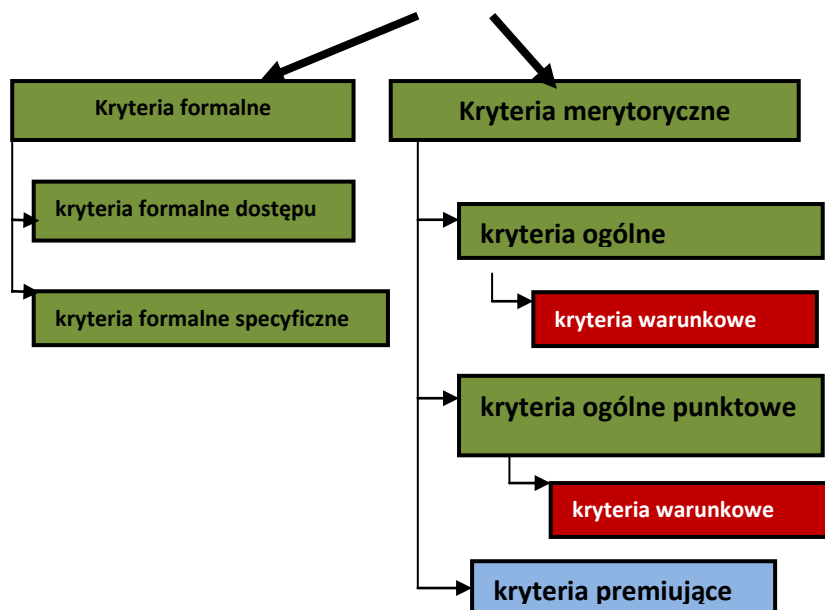 Kryteria formalne
kryteria formalne dostępu
kryteria formalne specyficzne
Kryteria merytoryczne
kryteria ogólne
kryteria warunkowe
kryteria ogólne punktowe
kryteria warunkowe
kryteria premiujące